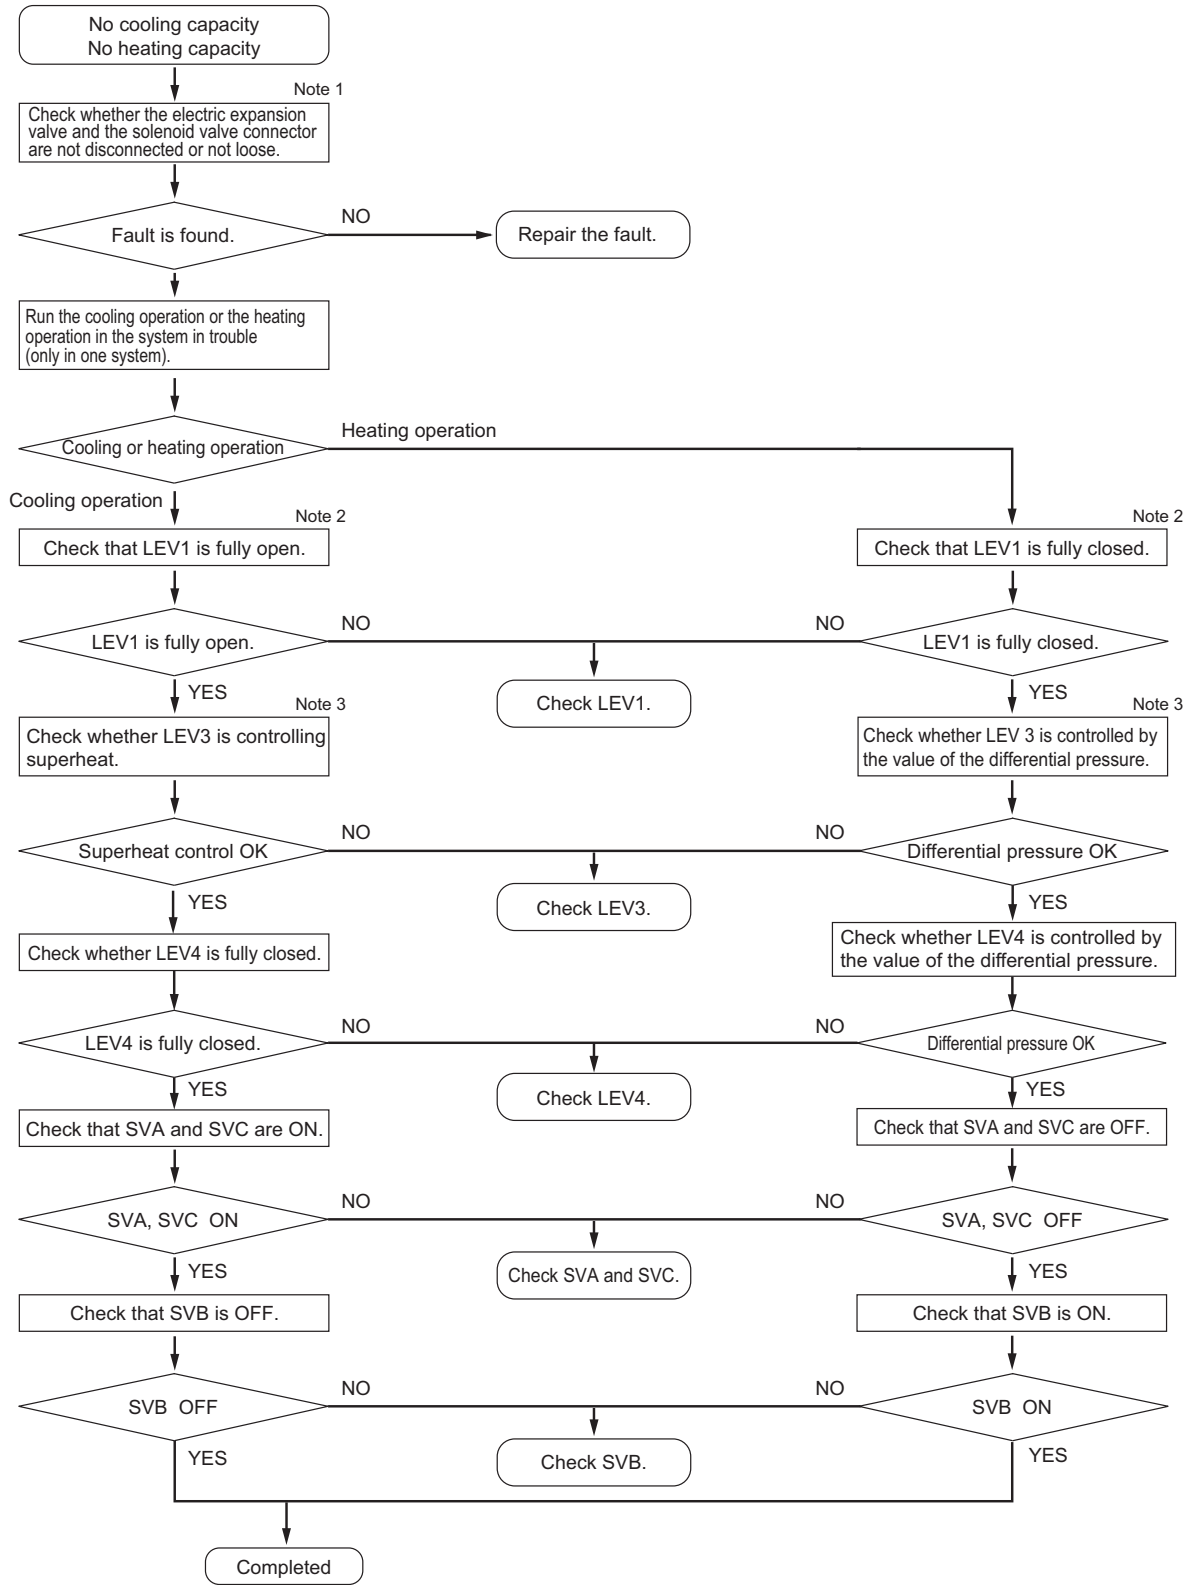 No cooling capacity
No heating capacity
Note 1
Check whether the electric expansion
valve and the solenoid valve connector
are not disconnected or not loose.
Fault is found.
NO
Repair the fault.
Run the cooling operation or the heating
operation in the system in trouble
(only in one system).
Cooling or heating operation
Heating operation
Cooling operation
Note 2
Check that LEV1 is fully open.
Note 2
Check that LEV1 is fully closed.
LEV1 is fully open.
NO
NO
LEV1 is fully closed.
Check LEV1.
YES
YES
Note 3
Check whether LEV3 is controlling
superheat.
Note 3
Check whether LEV 3 is controlled by
the value of the differential pressure.
Superheat control OK
NO
NO
Differential pressure OK
Check LEV3.
YES
YES
Check whether LEV4 is fully closed.
Check whether LEV4 is controlled by
the value of the differential pressure.
LEV4 is fully closed.
NO
NO
Differential pressure OK
Check LEV4.
YES
YES
Check that SVA and SVC are ON.
Check that SVA and SVC are OFF.
SVA, SVC ON
NO
NO
SVA, SVC OFF
Check SVA and SVC.
YES
YES
Check that SVB is OFF.
Check that SVB is ON.
SVB OFF
NO
NO
SVB ON
Check SVB.
YES
YES
Completed